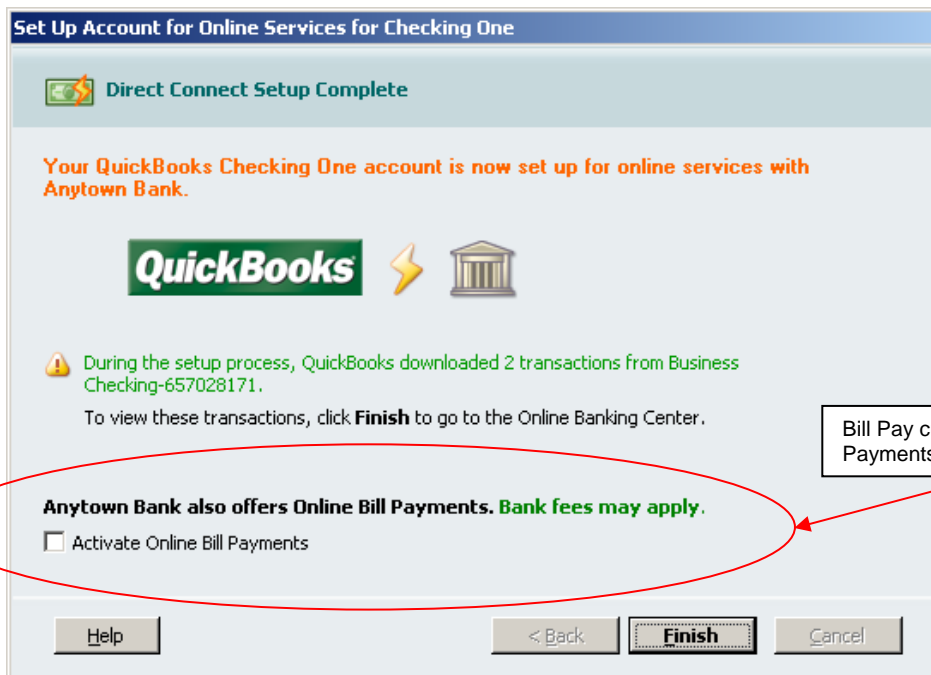 Set Up Account for Online Services for Checking One
Direct Connect Setup Complete
Your QuickBooks Checking One account is now set up for online services with
Anytown Bank.
QuickBooks
During the setup process, QuickBooks downloaded 2 transactions from Business
Checking-657028171.
To view these transactions, click Finish to go to the Online Banking Center.
Bill Pay
Payments
Anytown Bank also offers Online Bill Payments. Bank fees may apply.
Activate Online Bill Payments
Help
< Back
Finish
Cancel